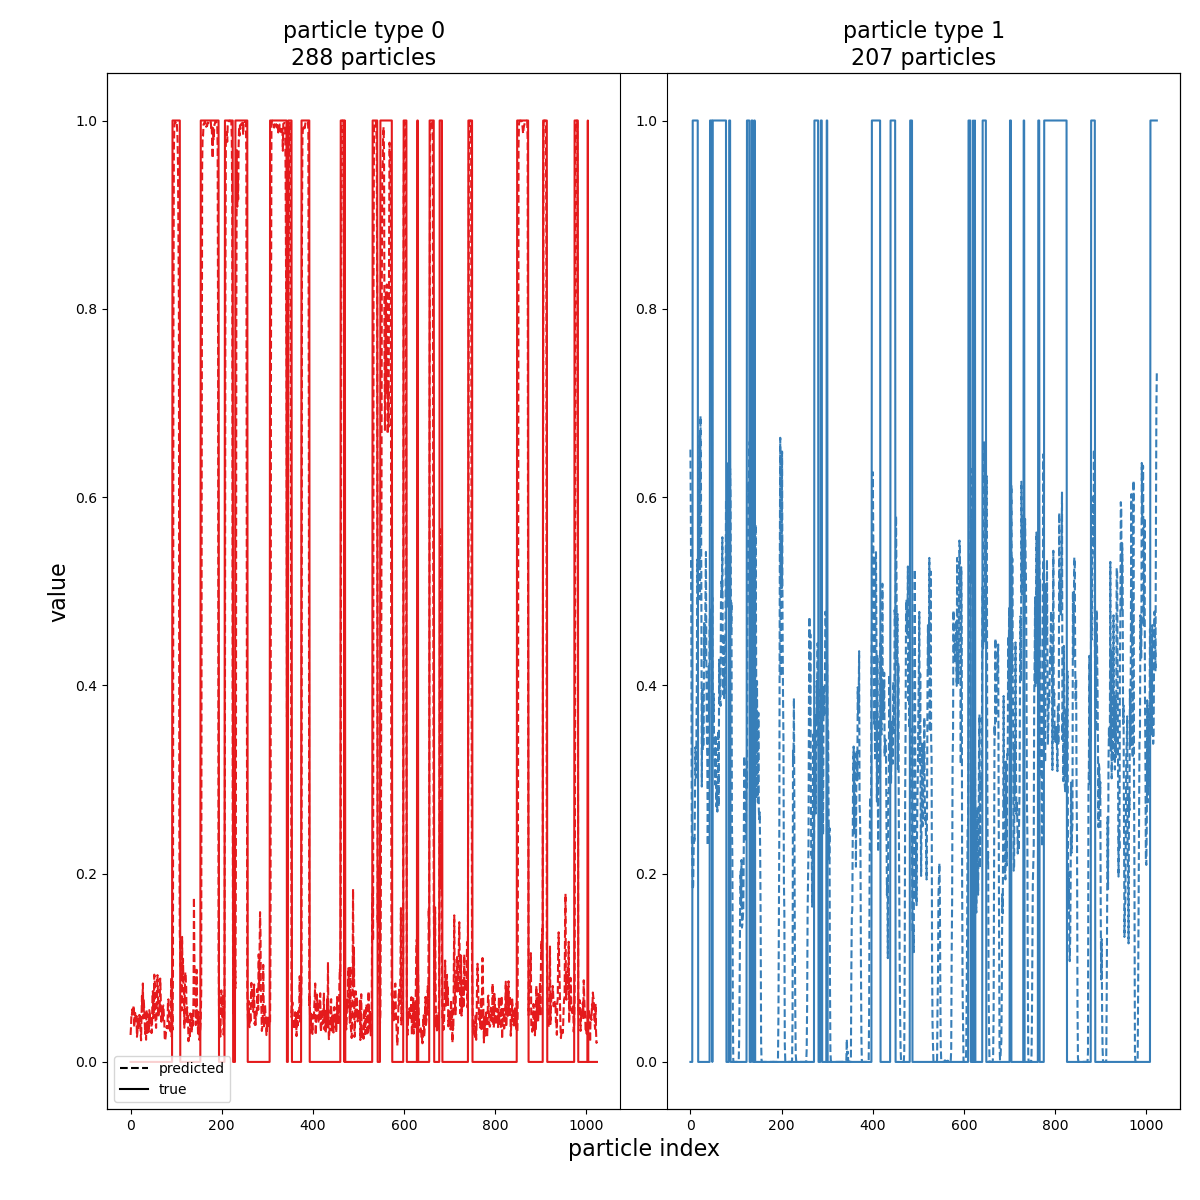 particle type 0
288 particles
particle type 1
207 particles
1.0
0.8
0.6
0.4
0.2
0.0
value
predicted
true
0 200 400 600 800 1000
1.0
0.8
0.6
0.4
0.2
0.0
0 200 400 600 800 1000
particle index